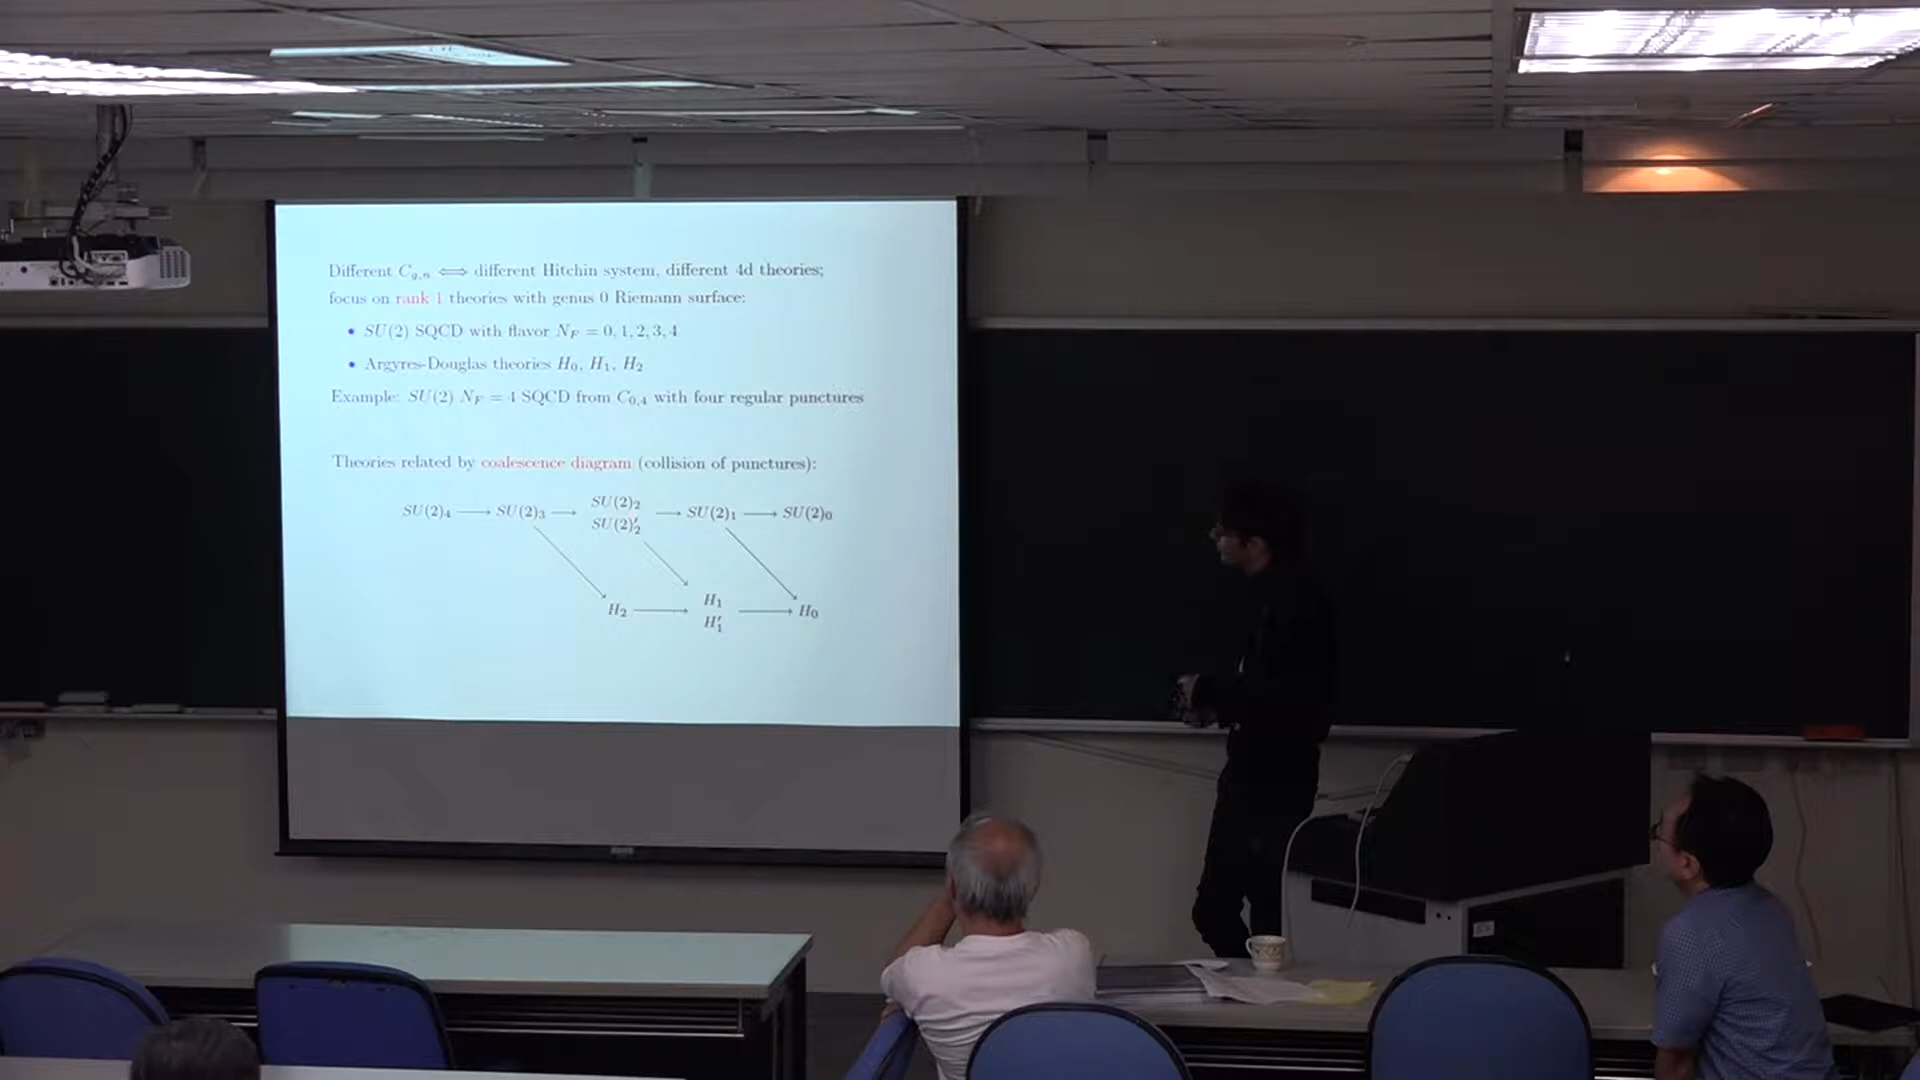 Different C_{g,n} ⟺ different Hitchin system, different 4d theories;
focus on rank 1 theories with genus 0 Riemann surface:
• SU(2) SQCD with flavor N_F = 0, 1, 2, 3, 4
• Argyres-Douglas theories H_0, H_1, H_2
Example: SU(2) N_F = 4 SQCD from C_{0,4} with four regular punctures
Theories related by coalescence diagram (collision of punctures):
SU(2)_4 ⟶ SU(2)_3 ⟶ SU(2)_2 ⟶ SU(2)_1 ⟶ SU(2)_0
SU(2)'_2
H_2 ⟶ H_1 ⟶ H_0
H'_1